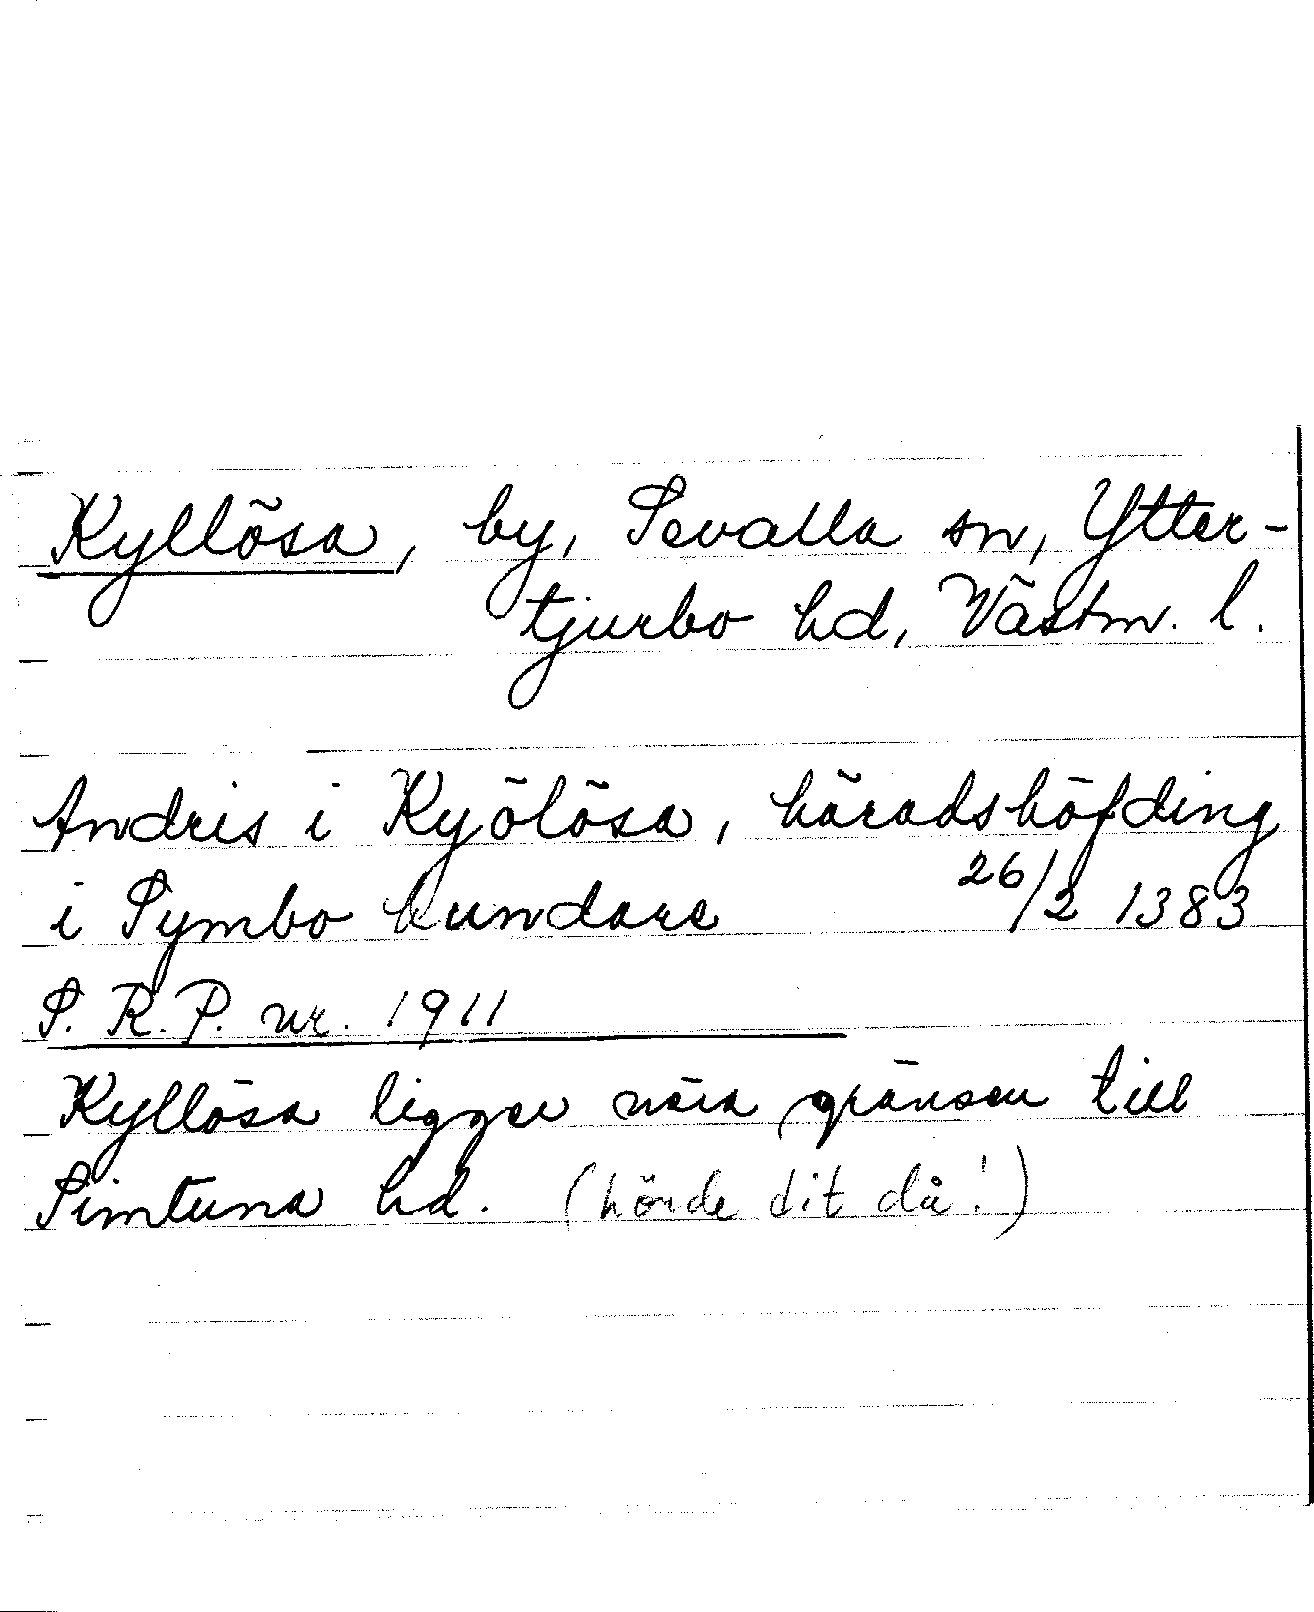 Kyllösa, by, Sevalla sn, Ytter-
tjurbo hd, Västm. l.
Andris i Kyölösa, häradshöfding
i Symbo hundare 26/2 1383
S. R. P. nr. 1911
Kyllösa ligger nära gränsen till
Simtuna hd. (hörde dit då!)